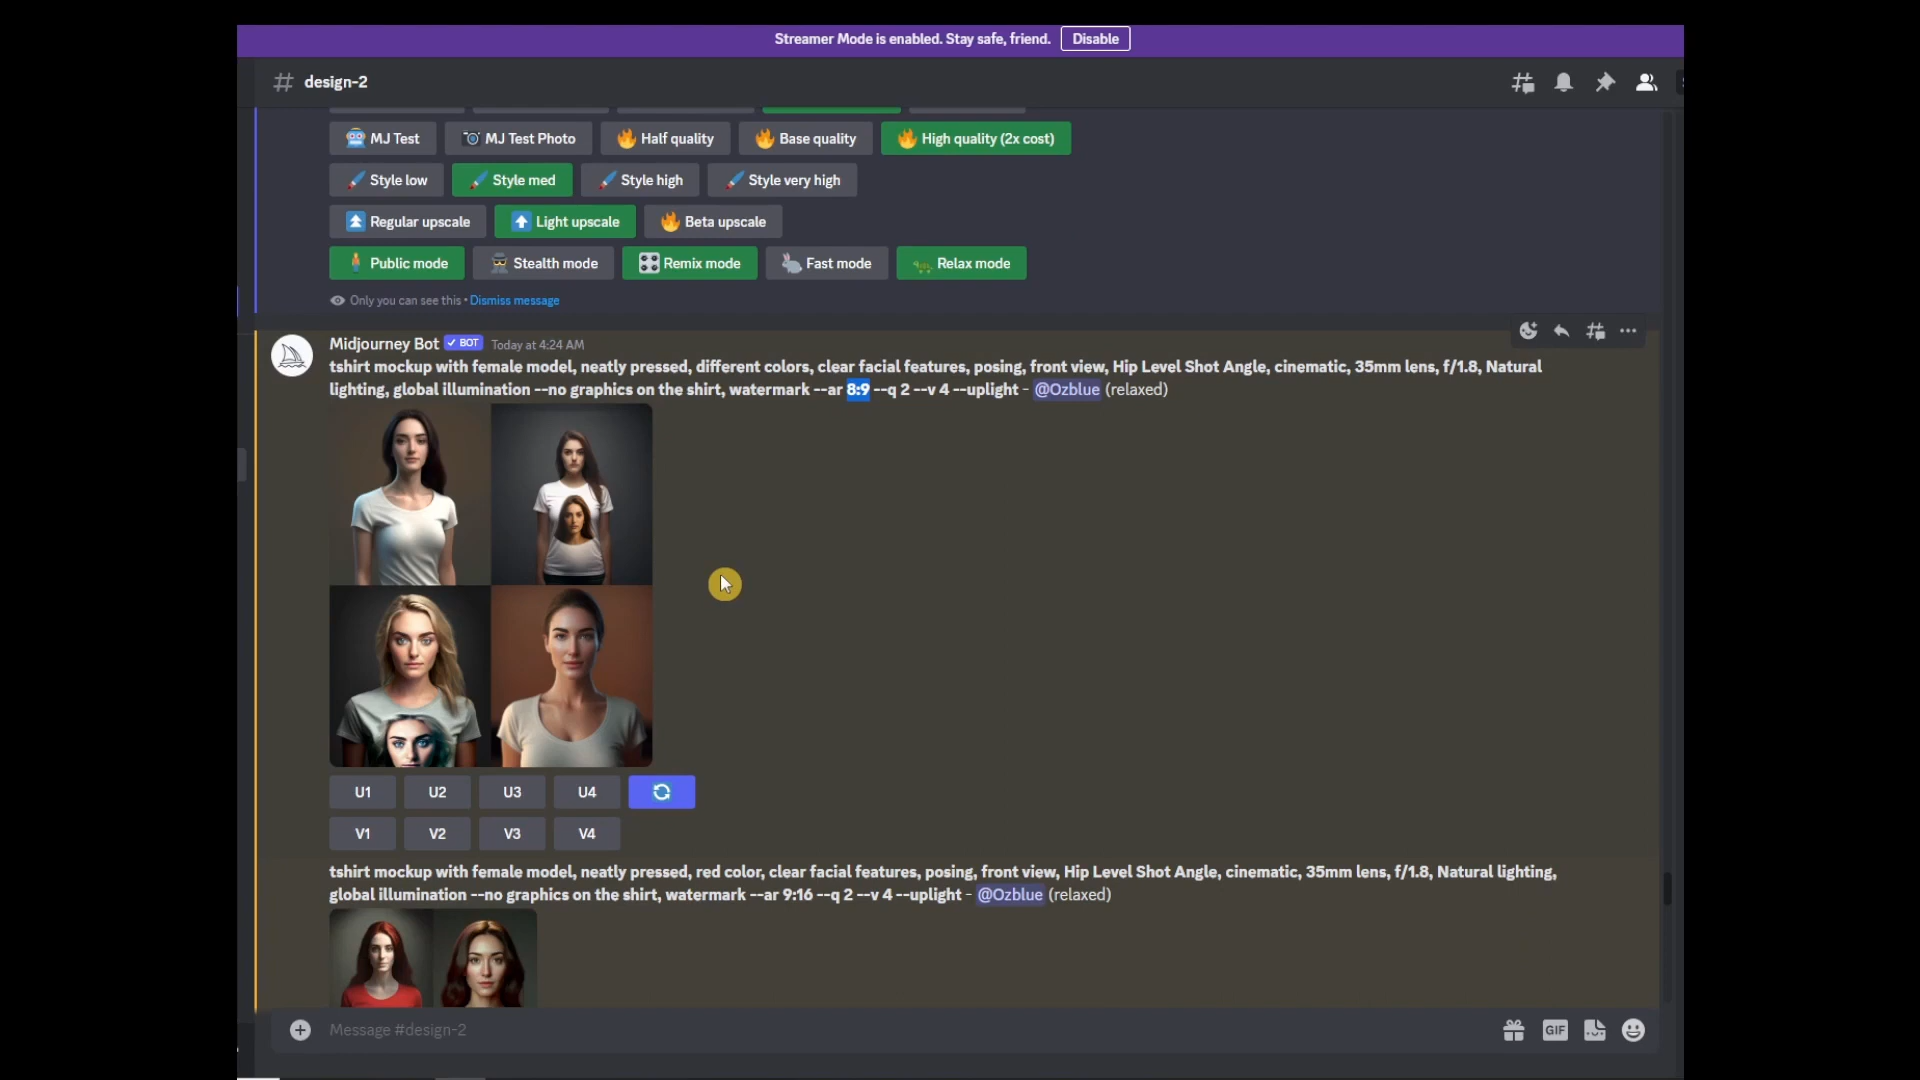 Streamer Mode is enabled. Stay safe, friend. Disable
design-2
MJ Test MJ Test Photo Half quality Base quality High quality (2x cost)
Style low Style med Style high Style very high
Regular upscale Light upscale Beta upscale
Public mode Stealth mode Remix mode Fast mode Relax mode
Only you can see this • Dismiss message
Midjourney Bot ✓ BOT Today at 4:24 AM
tshirt mockup with female model, neatly pressed, different colors, clear facial features, posing, front view, Hip Level Shot Angle, cinematic, 35mm lens, f/1.8, Natural
lighting, global illumination --no graphics on the shirt, watermark --ar 8:9 --q 2 --v 4 --uplight - @Ozblue (relaxed)
U1 U2 U3 U4
V1 V2 V3 V4
tshirt mockup with female model, neatly pressed, red color, clear facial features, posing, front view, Hip Level Shot Angle, cinematic, 35mm lens, f/1.8, Natural lighting,
global illumination --no graphics on the shirt, watermark --ar 9:16 --q 2 --v 4 --uplight - @Ozblue (relaxed)
Message #design-2
GIF